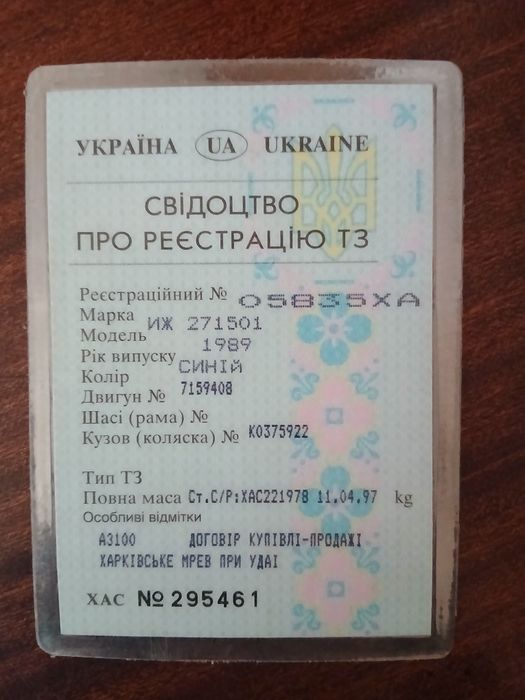 УКРАЇНА UA UKRAINE
СВІДОЦТВО
ПРО РЕЄСТРАЦІЮ ТЗ
Реєстраційний № 05835ХА
Марка ИЖ 271501
Модель
Рік випуску 1989
Колір СИНІЙ
Двигун № 7159408
Шасі (рама) №
Кузов (коляска) № К0375922
Тип ТЗ
Повна маса Ст.С/Р:ХАС221978 11.04.97 kg
Особливі відмітки
А3100 ДОГОВІР КУПІВЛІ-ПРОДАЖІ
ХАРКІВСЬКЕ МРЕВ ПРИ УДАІ
ХАС №295461